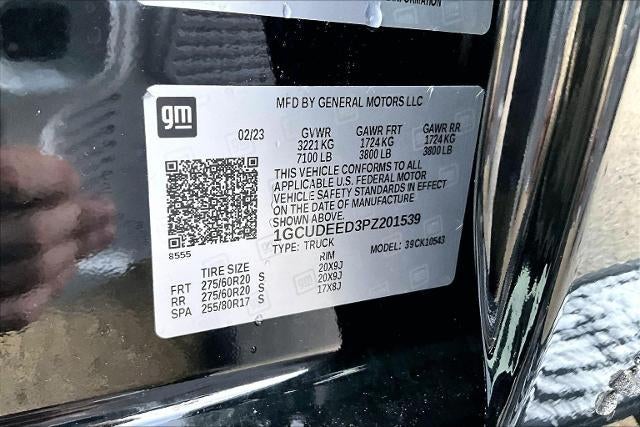 INFORMATION
gm
MFD BY GENERAL MOTORS LLC
02/23 GVWR GAWR FRT GAWR RR
3221 KG 1724 KG 1724 KG
7100 LB 3800 LB 3800 LB
THIS VEHICLE CONFORMS TO ALL
APPLICABLE U.S. FEDERAL MOTOR
VEHICLE SAFETY STANDARDS IN EFFECT
ON THE DATE OF MANUFACTURE
SHOWN ABOVE.
1GCUDEED3PZ201539
8555 TYPE: TRUCK 39CK10543
TIRE SIZE RIM
FRT 275/60R20 S 20X9J
RR 275/60R20 S 20X9J
SPA 255/80R17 S 17X8J